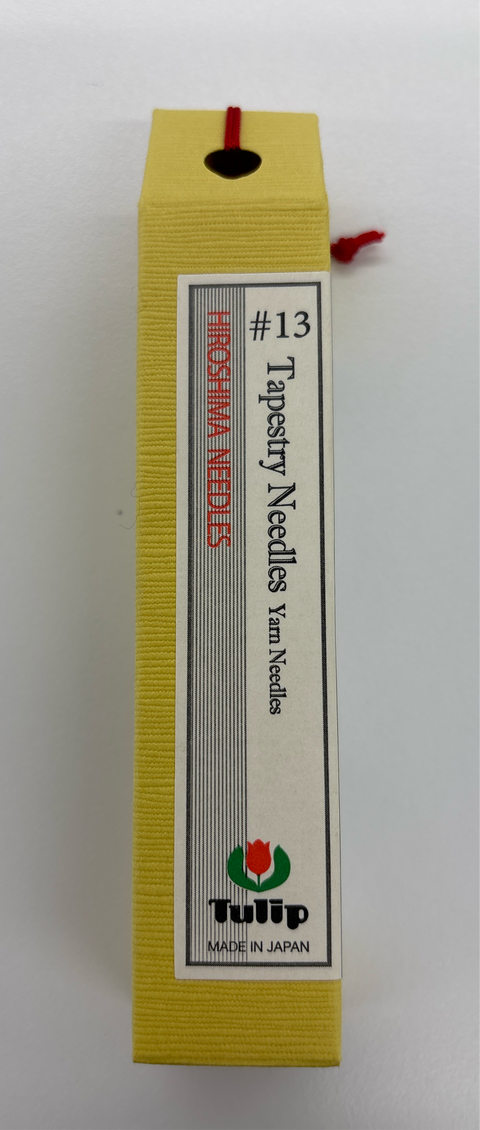 #13
Tapestry Needles Yarn Needles
HIROSHIMA NEEDLES
Tulip
MADE IN JAPAN